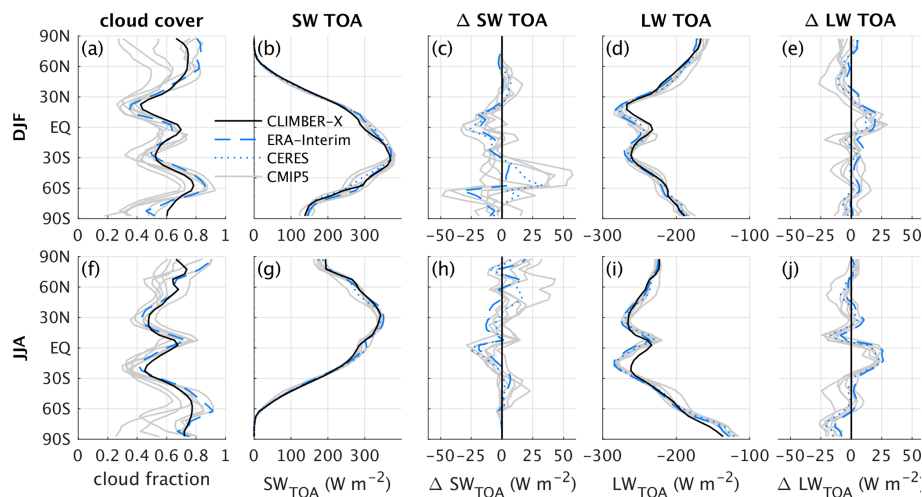 cloud cover SW TOA Δ SW TOA LW TOA Δ LW TOA
DJF
90N
60N
30N
EQ
30S
60S
90S
(a) (b) (c) (d) (e)
CLIMBER−X
ERA−Interim
CERES
CMIP5
0 0.2 0.4 0.6 0.8 1
0 100 200 300
−50 −25 0 25 50
−300 −200 −100
−50 −25 0 25 50
JJA
90N
60N
30N
EQ
30S
60S
90S
(f) (g) (h) (i) (j)
0 0.2 0.4 0.6 0.8 1
0 100 200 300
−50 −25 0 25 50
−300 −200 −100
−50 −25 0 25 50
cloud fraction SW_TOA (W m⁻²) Δ SW_TOA (W m⁻²) LW_TOA (W m⁻²) Δ LW_TOA (W m⁻²)